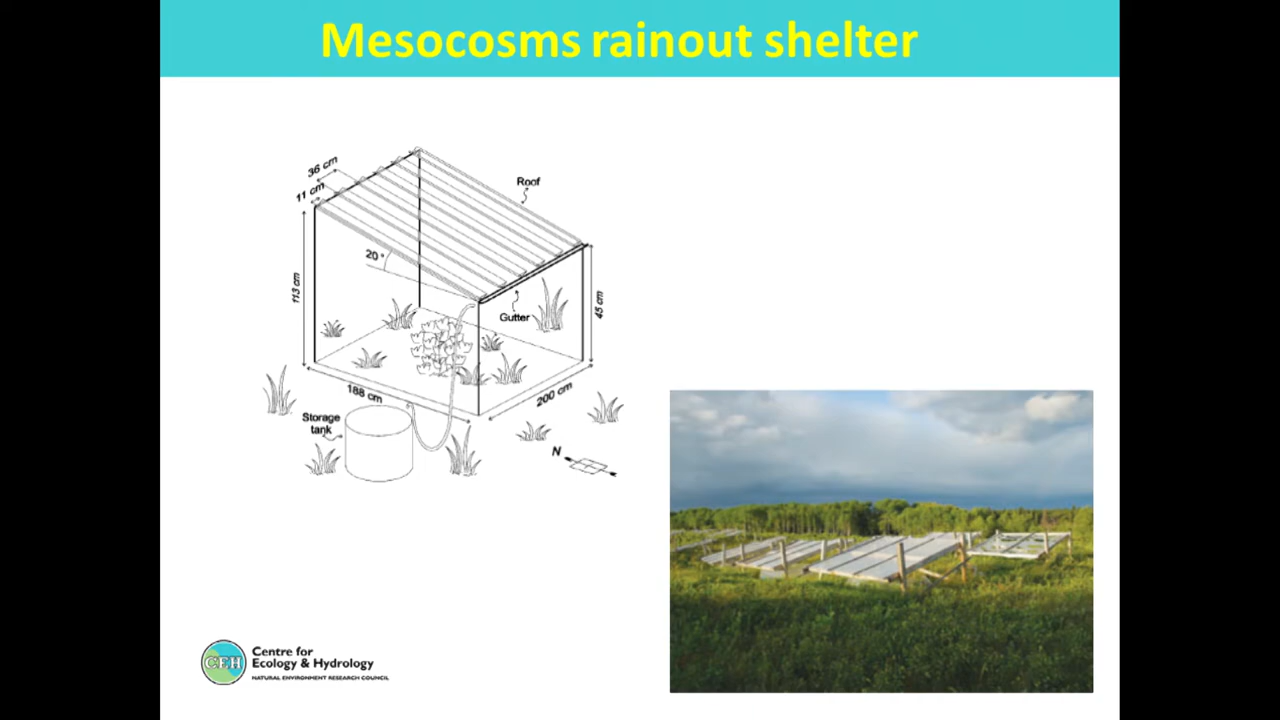 Mesocosms rainout shelter
36 cm
11 cm
Roof
20°
113 cm
Gutter
45 cm
188 cm
200 cm
Storage
tank
N
CEH
Centre for
Ecology & Hydrology
NATURAL ENVIRONMENT RESEARCH COUNCIL